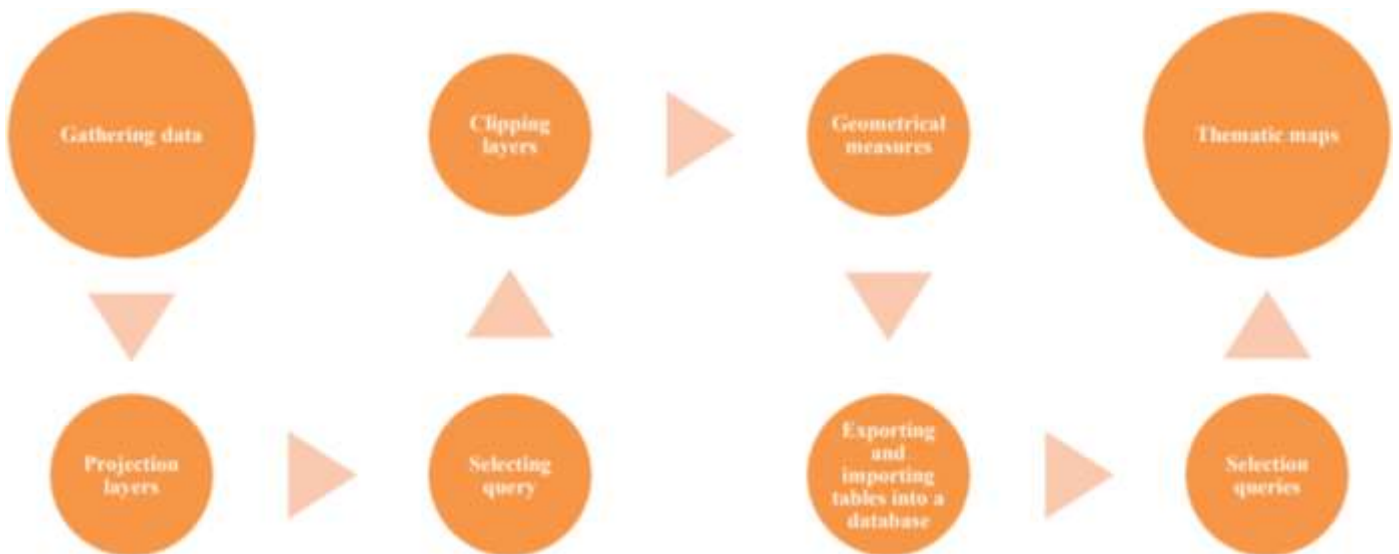 Gathering data
Projection
layers
Selecting
query
Clipping
layers
Geometrical
measures
Exporting
and
importing
tables into a
database
Selection
queries
Thematic maps